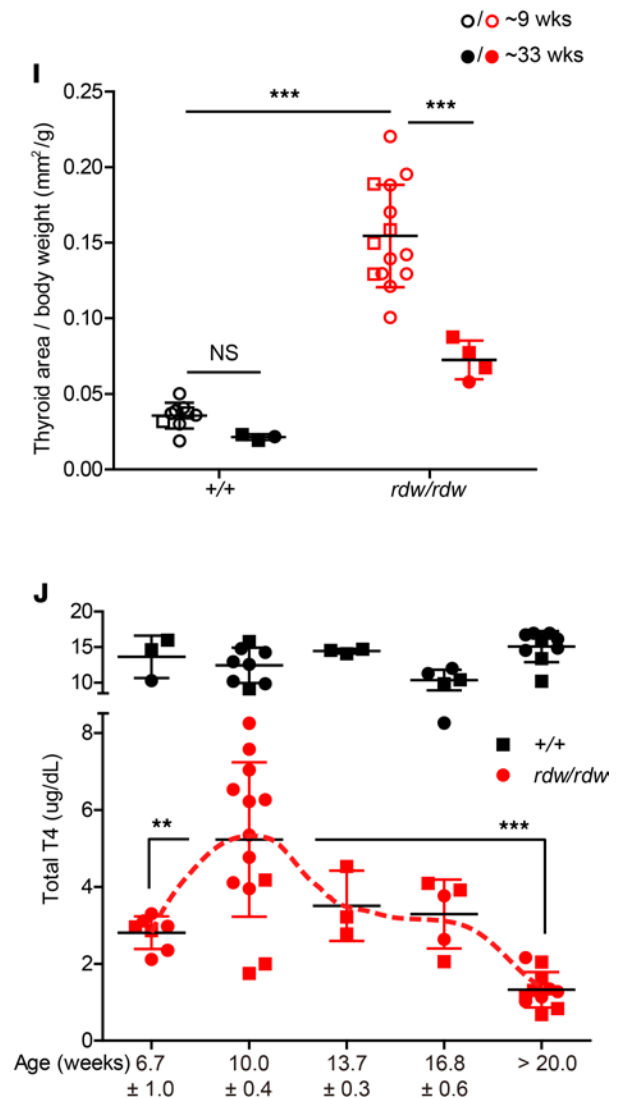 ○/○ ~9 wks
●/● ~33 wks
I
Thyroid area / body weight (mm²/g)
0.25
0.20
0.15
0.10
0.05
0.00
***
***
NS
+/+
rdw/rdw
J
Total T4 (ug/dL)
20
15
10
8
6
4
2
0
■ +/+
● rdw/rdw
**
***
Age (weeks) 6.7 10.0 13.7 16.8 > 20.0
± 1.0 ± 0.4 ± 0.3 ± 0.6